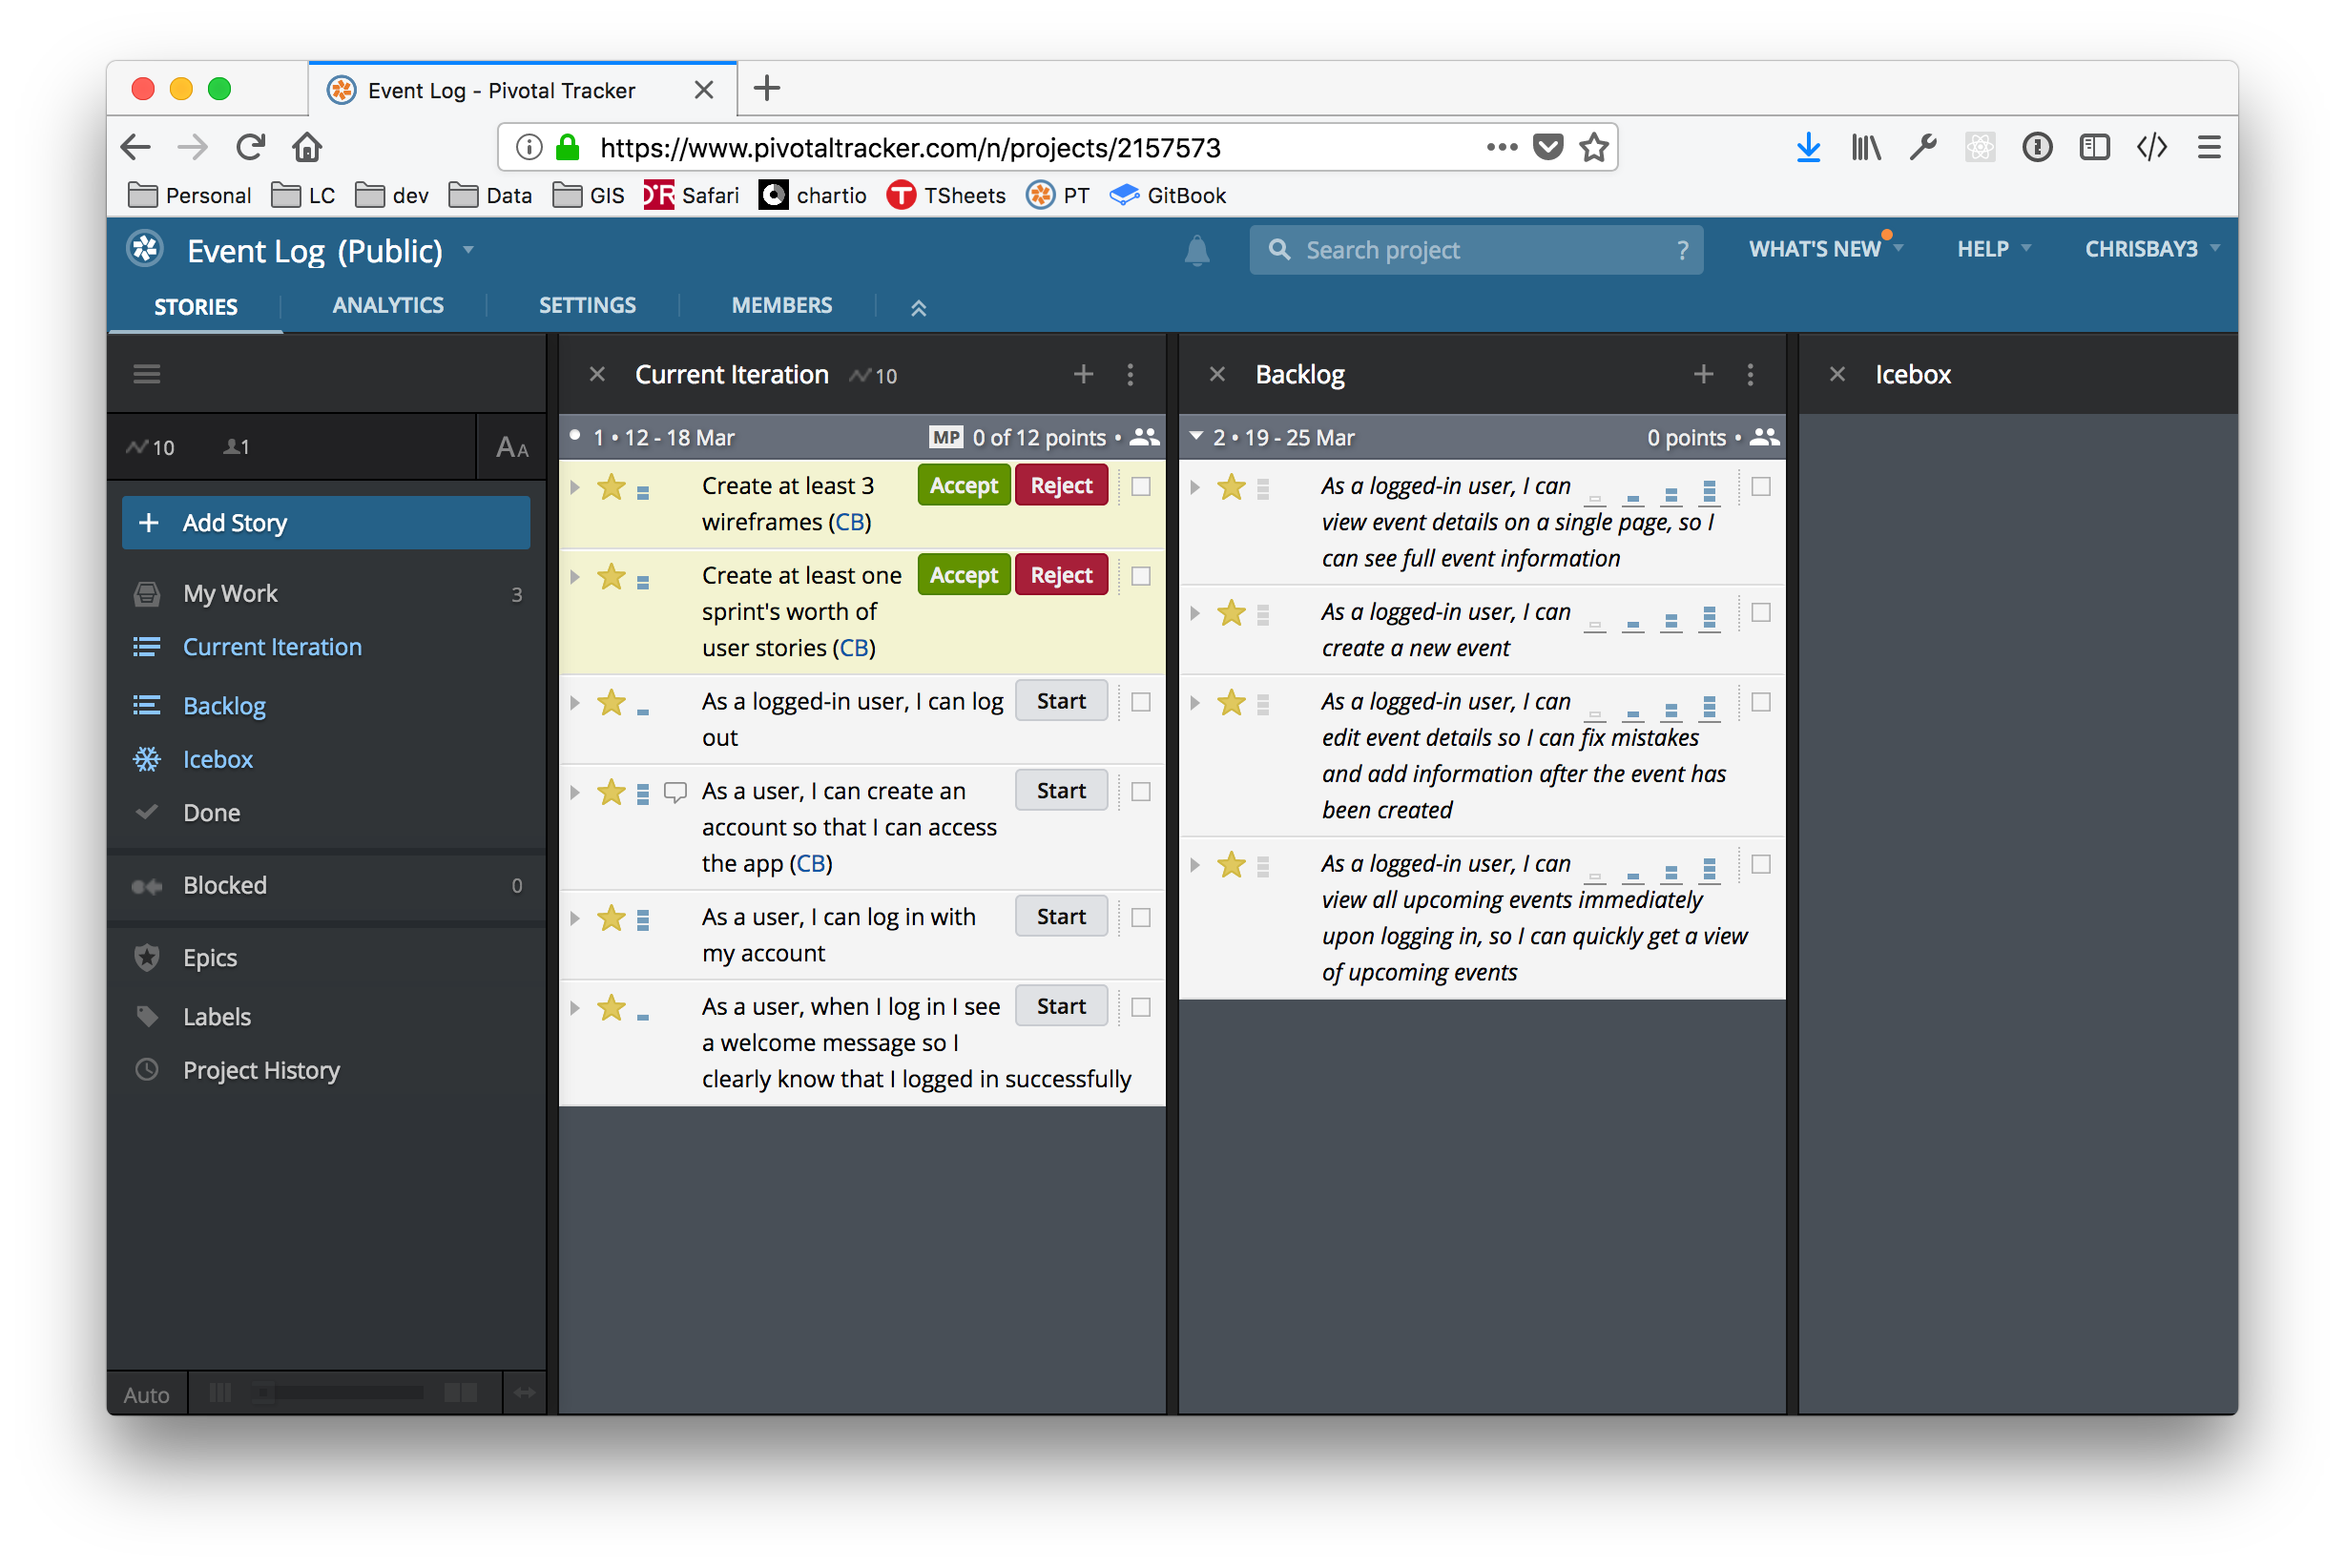 Event Log - Pivotal Tracker
https://www.pivotaltracker.com/n/projects/2157573
Personal LC dev Data GIS Safari chartio TSheets PT GitBook
Event Log (Public)
Search project ?
WHAT'S NEW HELP CHRISBAY3
STORIES ANALYTICS SETTINGS MEMBERS
10 1 AA
+ Add Story
My Work 3
Current Iteration
Backlog
Icebox
Done
Blocked 0
Epics
Labels
Project History
Auto
Current Iteration 10
1 • 12 - 18 Mar MP 0 of 12 points •
Create at least 3 Accept Reject
wireframes (CB)
Create at least one Accept Reject
sprint's worth of
user stories (CB)
As a logged-in user, I can log Start
out
As a user, I can create an Start
account so that I can access
the app (CB)
As a user, I can log in with Start
my account
As a user, when I log in I see Start
a welcome message so I
clearly know that I logged in successfully
Backlog
2 • 19 - 25 Mar 0 points •
As a logged-in user, I can
view event details on a single page, so I
can see full event information
As a logged-in user, I can
create a new event
As a logged-in user, I can
edit event details so I can fix mistakes
and add information after the event has
been created
As a logged-in user, I can
view all upcoming events immediately
upon logging in, so I can quickly get a view
of upcoming events
Icebox